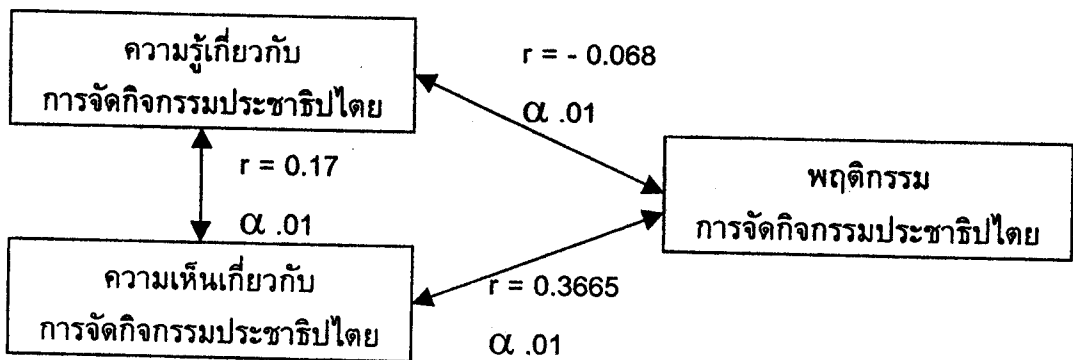 ความรู้เกี่ยวกับ
การจัดกิจกรรมประชาธิปไตย
r = - 0.068
α .01
r = 0.17
α .01
พฤติกรรม
การจัดกิจกรรมประชาธิปไตย
ความเห็นเกี่ยวกับ
การจัดกิจกรรมประชาธิปไตย
r = 0.3665
α .01